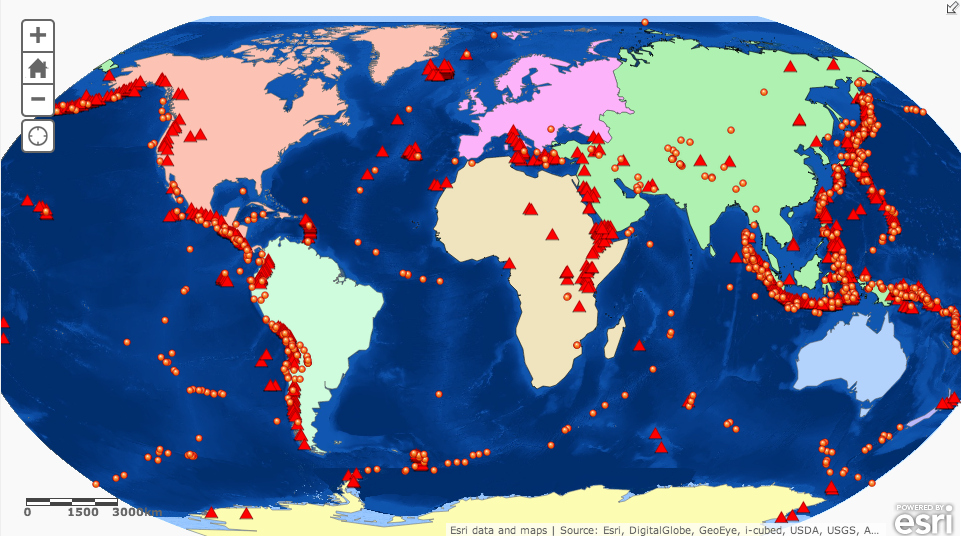 +
−
0 1500 3000km
POWERED BY
esri
Esri data and maps | Source: Esri, DigitalGlobe, GeoEye, i-cubed, USDA, USGS, A...